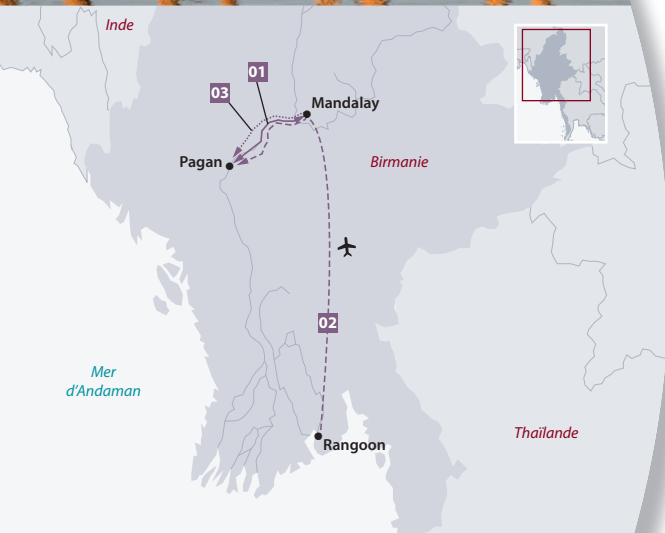 Inde
01
03
Mandalay
Pagan
Birmanie
02
Mer
d'Andaman
Thaïlande
Rangoon